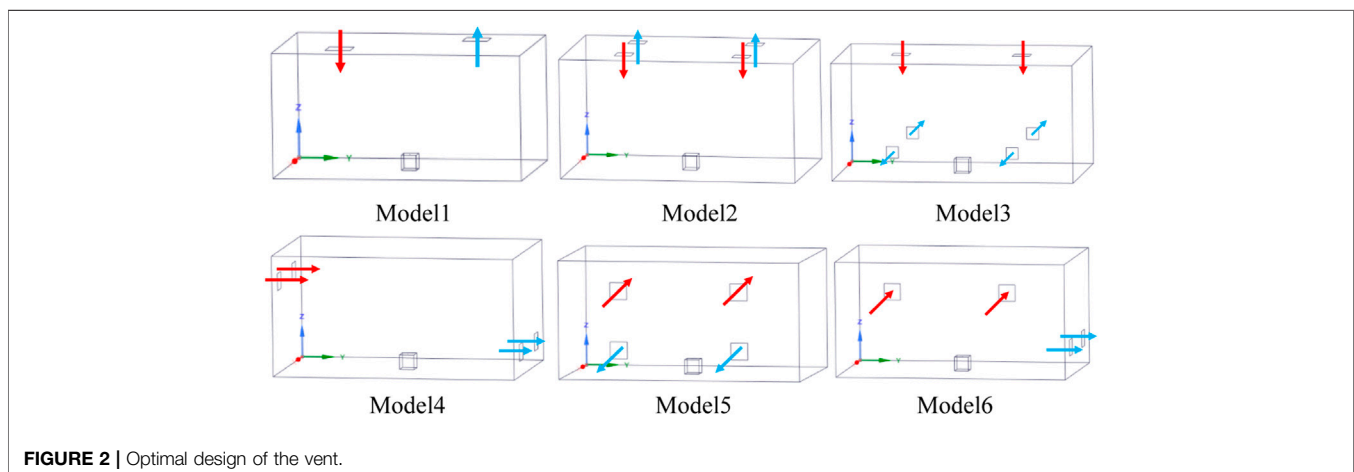 Z
Y
Z
Y
Z
Y
Model1 Model2 Model3
Z
Y
Z
Y
Z
Y
Model4 Model5 Model6
FIGURE 2 | Optimal design of the vent.